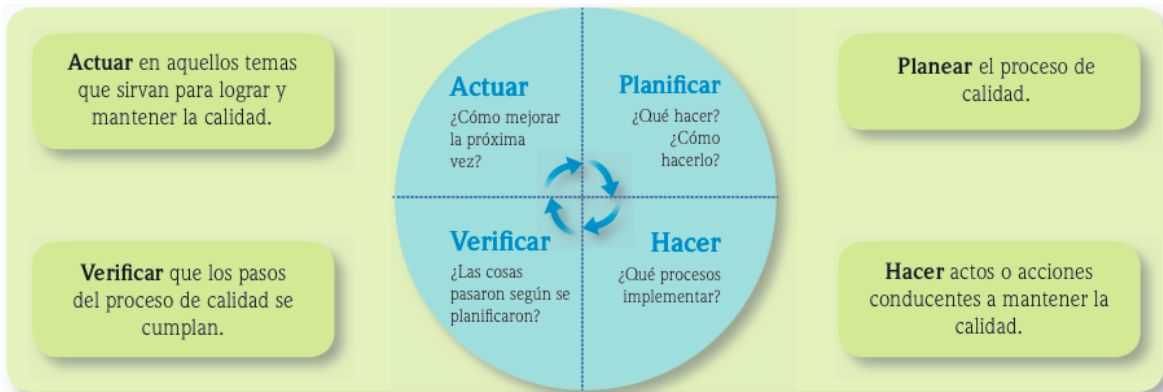 Actuar en aquellos temas
que sirvan para lograr y
mantener la calidad.
Actuar
¿Cómo mejorar
la próxima
vez?
Planificar
¿Qué hacer?
¿Cómo
hacerlo?
Planear el proceso de
calidad.
Verificar que los pasos
del proceso de calidad se
cumplan.
Verificar
¿Las cosas
pasaron según se
planificaron?
Hacer
¿Qué procesos
implementar?
Hacer actos o acciones
conducentes a mantener la
calidad.